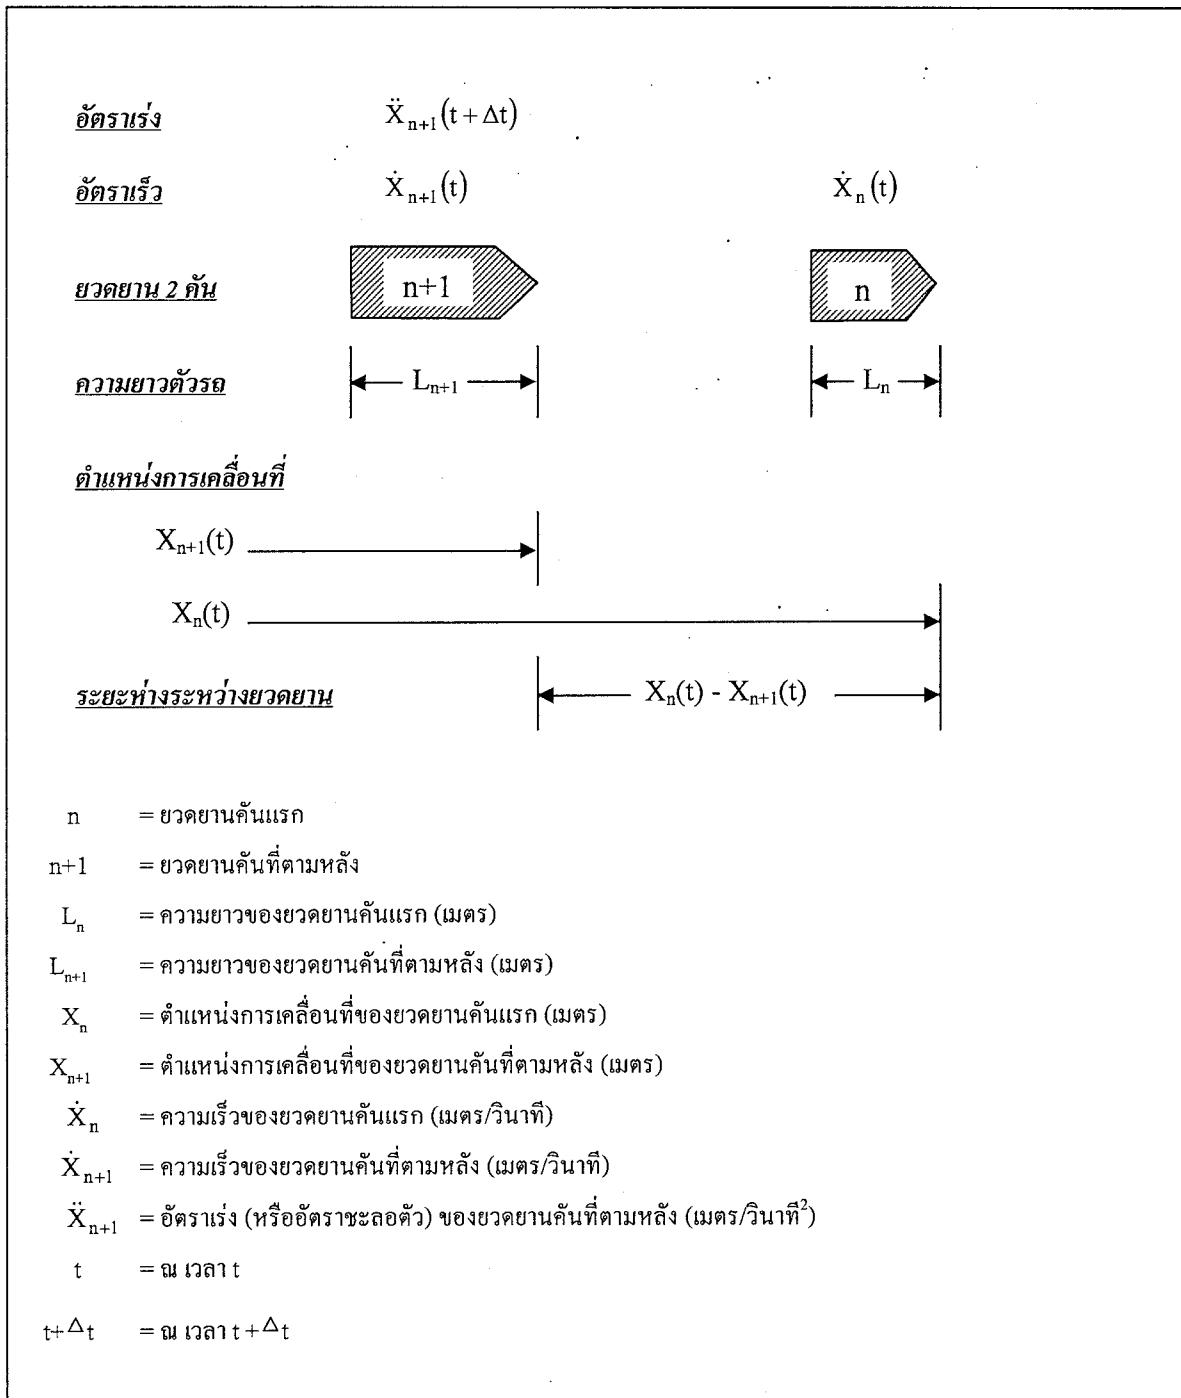 อัตราเร่ง Ẍn+1(t + Δt)
อัตราเร็ว Ẋn+1(t) Ẋn(t)
ยวดยาน 2 คัน n+1 n
ความยาวตัวรถ Ln+1 Ln
ตำแหน่งการเคลื่อนที่
Xn+1(t)
Xn(t)
ระยะห่างระหว่างยวดยาน Xn(t) - Xn+1(t)
n = ยวดยานคันแรก
n+1 = ยวดยานคันที่ตามหลัง
Ln = ความยาวของยวดยานคันแรก (เมตร)
Ln+1 = ความยาวของยวดยานคันที่ตามหลัง (เมตร)
Xn = ตำแหน่งการเคลื่อนที่ของยวดยานคันแรก (เมตร)
Xn+1 = ตำแหน่งการเคลื่อนที่ของยวดยานคันที่ตามหลัง (เมตร)
Ẋn = ความเร็วของยวดยานคันแรก (เมตร/วินาที)
Ẋn+1 = ความเร็วของยวดยานคันที่ตามหลัง (เมตร/วินาที)
Ẍn+1 = อัตราเร่ง (หรืออัตราชะลอตัว) ของยวดยานคันที่ตามหลัง (เมตร/วินาที²)
t = ณ เวลา t
t+Δt = ณ เวลา t+Δt